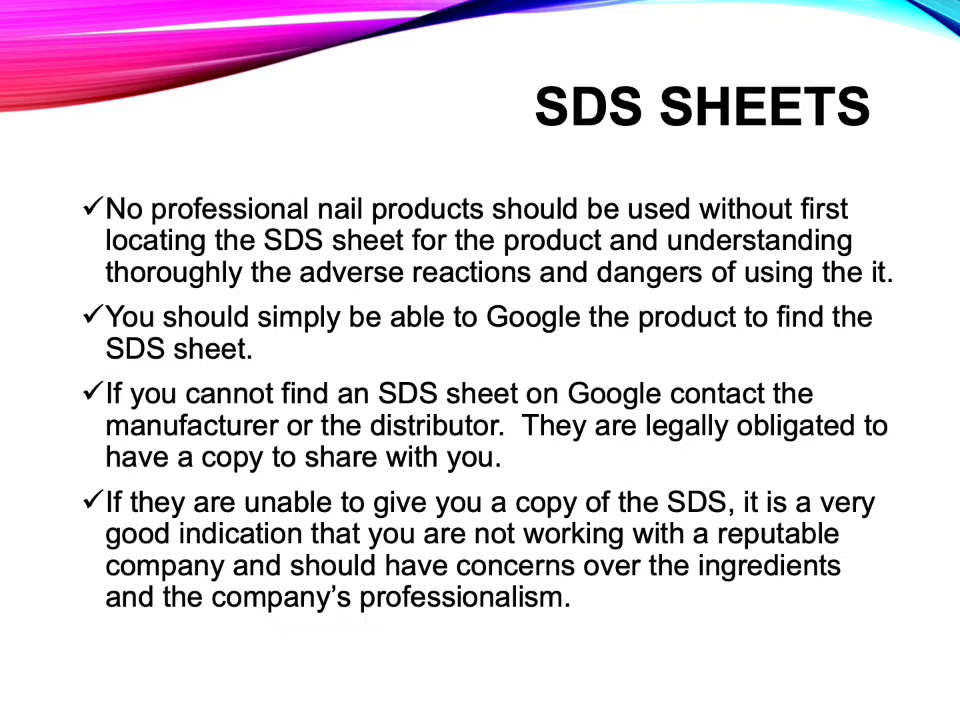 SDS SHEETS
✓No professional nail products should be used without first
locating the SDS sheet for the product and understanding
thoroughly the adverse reactions and dangers of using the it.
✓You should simply be able to Google the product to find the
SDS sheet.
✓If you cannot find an SDS sheet on Google contact the
manufacturer or the distributor.  They are legally obligated to
have a copy to share with you.
✓If they are unable to give you a copy of the SDS, it is a very
good indication that you are not working with a reputable
company and should have concerns over the ingredients
and the company’s professionalism.